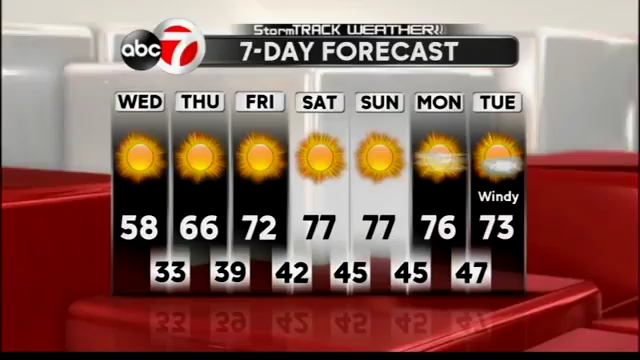 StormTRACK WEATHER
abc 7
7-DAY FORECAST
WED THU FRI SAT SUN MON TUE
Windy
58 66 72 77 77 76 73
33 39 42 45 45 47